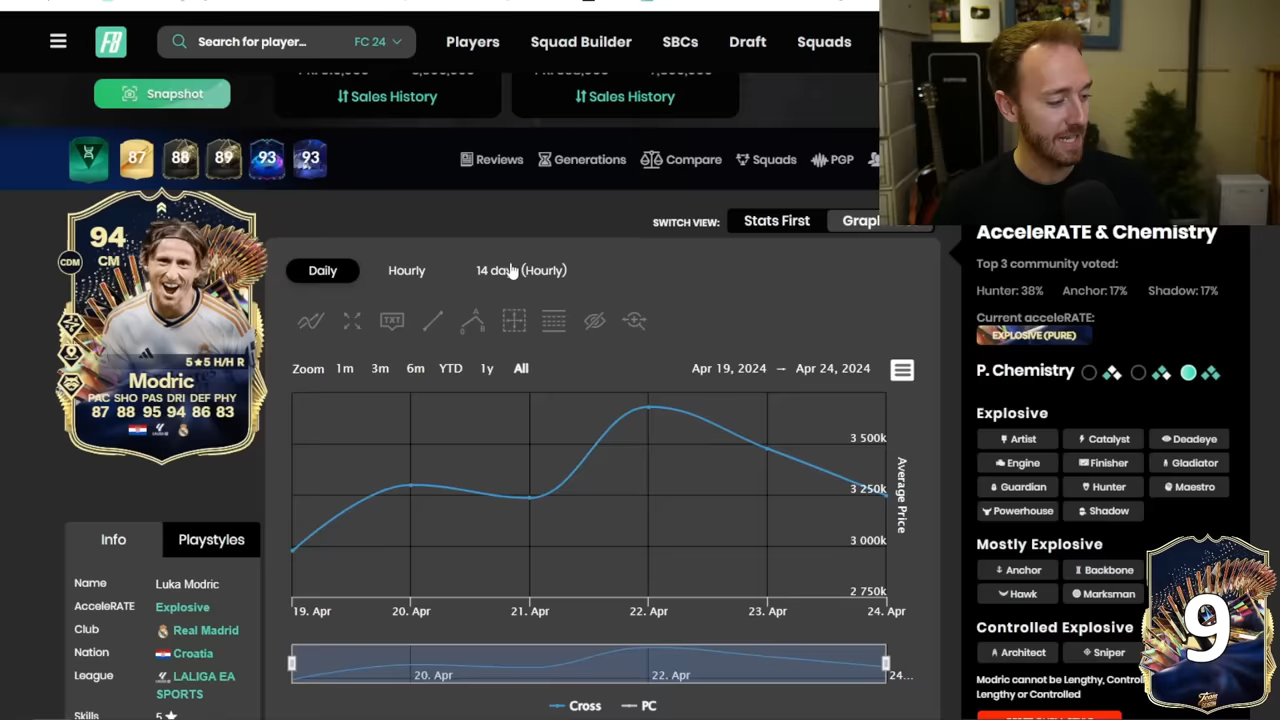 FB
Search for player...
FC 24
Players
Squad Builder
SBCs
Draft
Squads
Snapshot
Sales History
Sales History
87
88
89
93
93
Reviews
Generations
Compare
Squads
PGP
SWITCH VIEW:
Stats First
94
CM
CDM
5★5 H/H R
Modric
PAC SHO PAS DRI DEF PHY
87 88 95 94 86 83
Daily
Hourly
14 days (Hourly)
TXT
Zoom 1m 3m 6m YTD 1y All
Apr 19, 2024 → Apr 24, 2024
3 500k
3 250k
3 000k
2 750k
Average Price
19. Apr
20. Apr
21. Apr
22. Apr
23. Apr
24. Apr
20. Apr
22. Apr
24...
Cross
PC
Info
Playstyles
Name Luka Modric
AcceleRATE Explosive
Club Real Madrid
Nation Croatia
League LALIGA EA
SPORTS
Skills 5★
AcceleRATE & Chemistry
Top 3 community voted:
Hunter: 38% Anchor: 17% Shadow: 17%
Current acceleRATE:
EXPLOSIVE (PURE)
P. Chemistry
Explosive
Artist
Catalyst
Deadeye
Engine
Finisher
Gladiator
Guardian
Hunter
Maestro
Powerhouse
Shadow
Mostly Explosive
Anchor
Backbone
Hawk
Marksman
Controlled Explosive
Architect
Sniper
Modric cannot be Lengthy,
Lengthy or Controlled
9